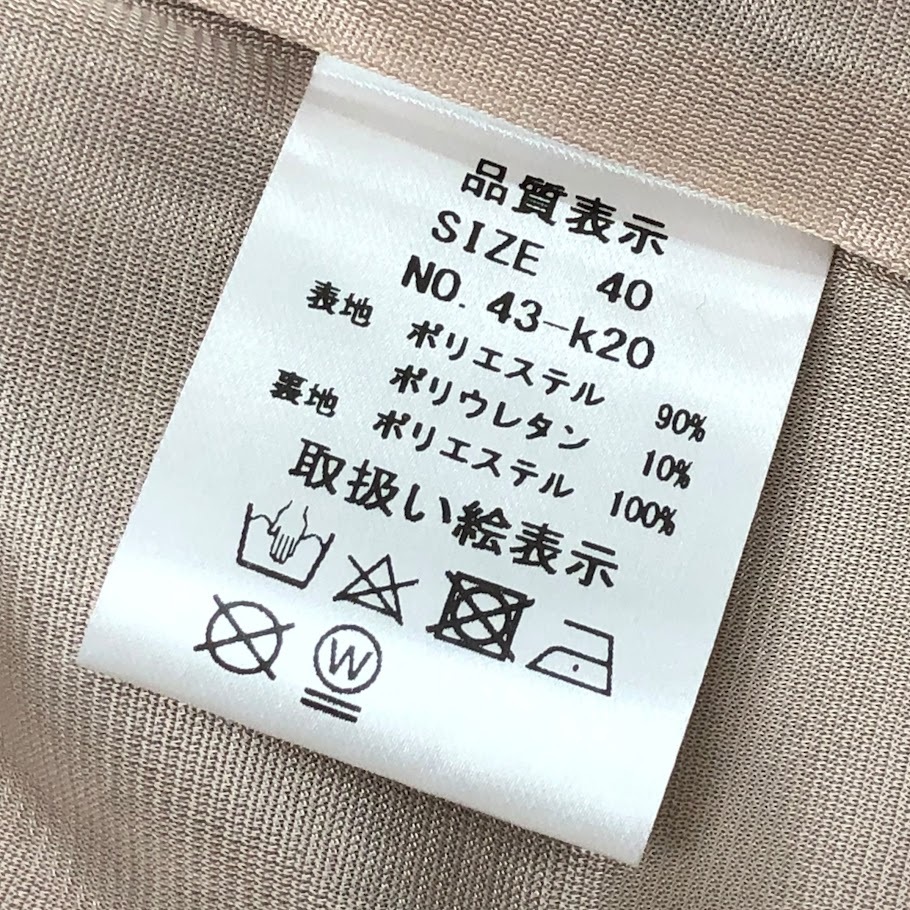 品質表示
SIZE 40
NO. 43-k20
表地 ポリエステル 90%
ポリウレタン 10%
裏地 ポリエステル 100%
取扱い絵表示
W